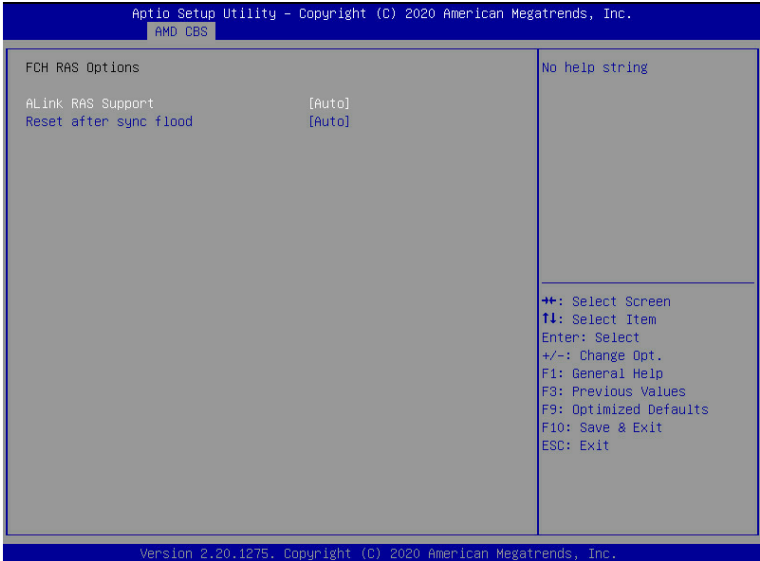 Aptio Setup Utility – Copyright (C) 2020 American Megatrends, Inc.
AMD CBS
FCH RAS Options
ALink RAS Support [Auto]
Reset after sync flood [Auto]
No help string
→←: Select Screen
↑↓: Select Item
Enter: Select
+/-: Change Opt.
F1: General Help
F3: Previous Values
F9: Optimized Defaults
F10: Save & Exit
ESC: Exit
Version 2.20.1275. Copyright (C) 2020 American Megatrends, Inc.